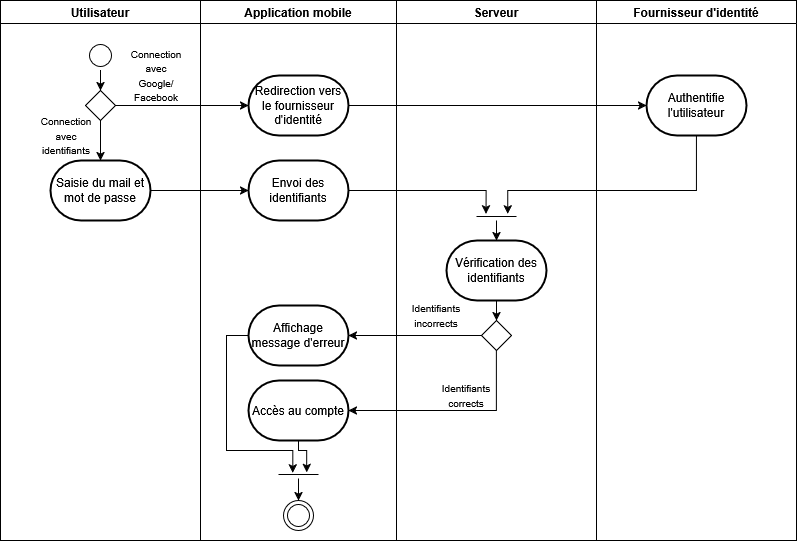 Utilisateur
Application mobile
Serveur
Fournisseur d'identité
Connection
avec
Google/
Facebook
Redirection vers
le fournisseur
d'identité
Authentifie
l'utilisateur
Connection
avec
identifiants
Saisie du mail et
mot de passe
Envoi des
identifiants
Vérification des
identifiants
Identifiants
incorrects
Affichage
message d'erreur
Identifiants
corrects
Accès au compte